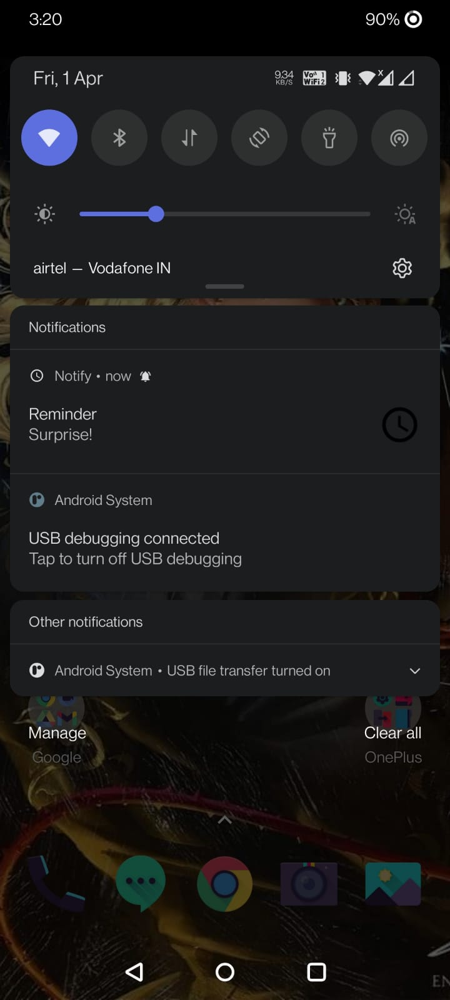 3:20
90%
Fri, 1 Apr
9.34
KB/S
Vo 1
WiFi 2
X
airtel — Vodafone IN
A
Notifications
Notify • now
Reminder
Surprise!
Android System
USB debugging connected
Tap to turn off USB debugging
Other notifications
Android System • USB file transfer turned on
Manage
Clear all
Google
OnePlus
EN